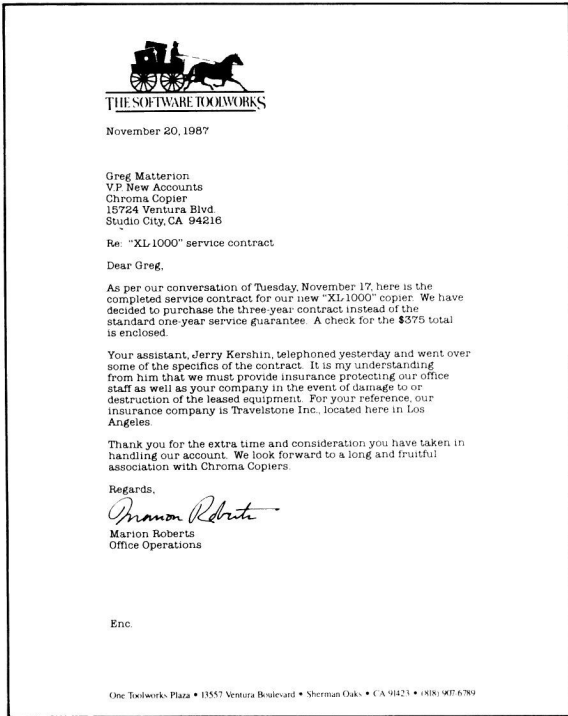 THE SOFTWARE TOOLWORKS
November 20, 1987
Greg Matterion
V.P. New Accounts
Chroma Copier
15724 Ventura Blvd.
Studio City, CA 94216
Re: "XL-1000" service contract
Dear Greg,
As per our conversation of Tuesday, November 17, here is the
completed service contract for our new "XL-1000" copier. We have
decided to purchase the three-year contract instead of the
standard one-year service guarantee. A check for the $375 total
is enclosed.
Your assistant, Jerry Kershin, telephoned yesterday and went over
some of the specifics of the contract. It is my understanding
from him that we must provide insurance protecting our office
staff as well as your company in the event of damage to or
destruction of the leased equipment. For your reference, our
insurance company is Travelstone Inc., located here in Los
Angeles.
Thank you for the extra time and consideration you have taken in
handling our account. We look forward to a long and fruitful
association with Chroma Copiers.
Regards,
Marion Roberts
Marion Roberts
Office Operations
Enc.
One Toolworks Plaza • 13557 Ventura Boulevard • Sherman Oaks • CA 91423 • (818) 907-6789